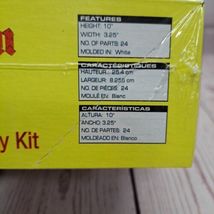 FEATURES
HEIGHT: 10"
WIDTH: 3.25"
NO. OF PARTS: 24
MOLDED IN: White
CARACTÉRISTIQUES
HAUTEUR: 25.4 cm
LARGEUR: 8.255 cm
NO. DE PIÈCES: 24
MOULÉ EN: Blanc
y Kit
CARACTERÍSTICAS
ALTURA: 10"
ANCHO: 3.25"
NO. DE PARTES: 24
MOLDEADO EN: Blanco